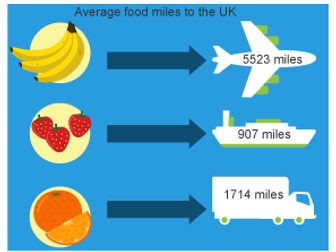 Average food miles to the UK
5523 miles
907 miles
1714 miles